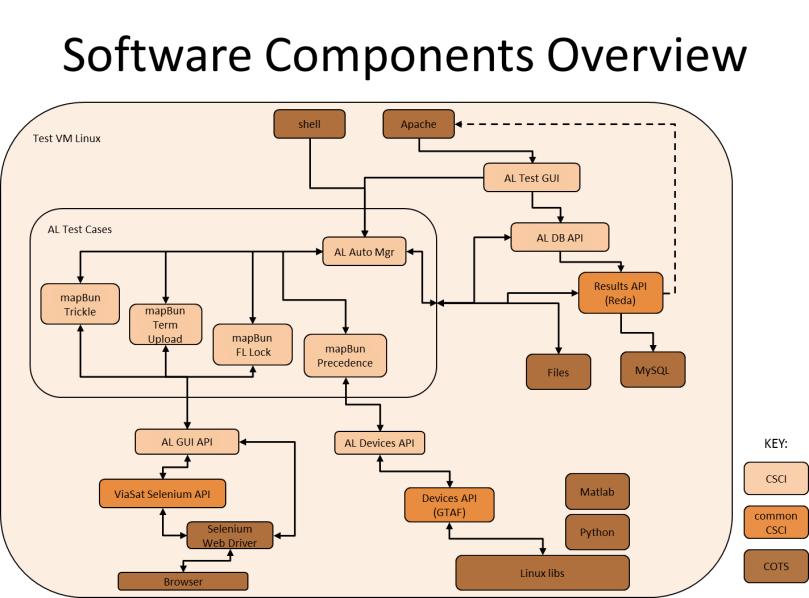 Software Components Overview
shell
Apache
Test VM Linux
AL Test GUI
AL Test Cases
AL DB API
AL Auto Mgr
mapBun
Trickle
mapBun
Term
Upload
mapBun
FL Lock
mapBun
Precedence
Results API
(Reda)
Files
MySQL
AL GUI API
AL Devices API
KEY:
CSCI
ViaSat Selenium API
Devices API
(GTAF)
Matlab
common
CSCI
Selenium
Web Driver
Python
Browser
Linux libs
COTS